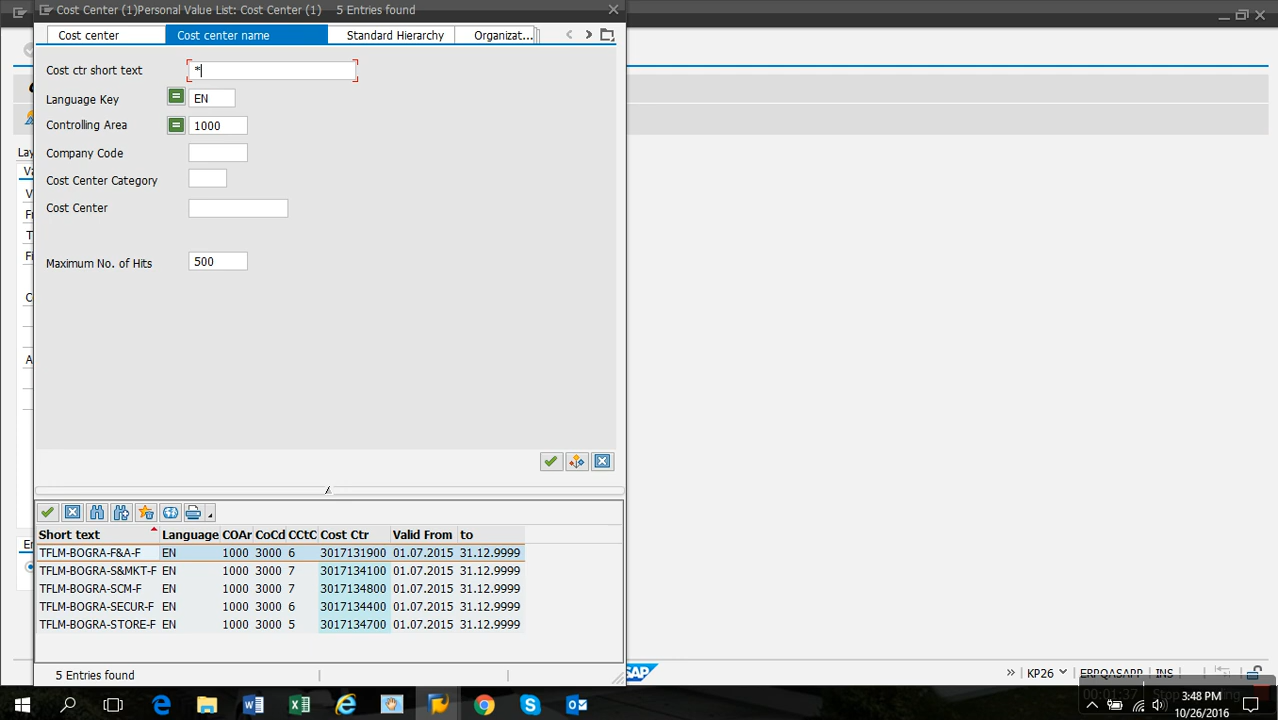 Cost Center (1)Personal Value List: Cost Center (1) 5 Entries found
Cost center Cost center name Standard Hierarchy Organizat...
Cost ctr short text *
Language Key = EN
Controlling Area = 1000
Company Code
Cost Center Category
Cost Center
Maximum No. of Hits 500
Short text Language COAr CoCd CCtC Cost Ctr Valid From to
TFLM-BOGRA-F&A-F EN 1000 3000 6 3017131900 01.07.2015 31.12.9999
TFLM-BOGRA-S&MKT-F EN 1000 3000 7 3017134100 01.07.2015 31.12.9999
TFLM-BOGRA-SCM-F EN 1000 3000 7 3017134800 01.07.2015 31.12.9999
TFLM-BOGRA-SECUR-F EN 1000 3000 6 3017134400 01.07.2015 31.12.9999
TFLM-BOGRA-STORE-F EN 1000 3000 5 3017134700 01.07.2015 31.12.9999
5 Entries found
SAP KP26 ERPQASAPP INS
00:01:37
3:48 PM
10/26/2016